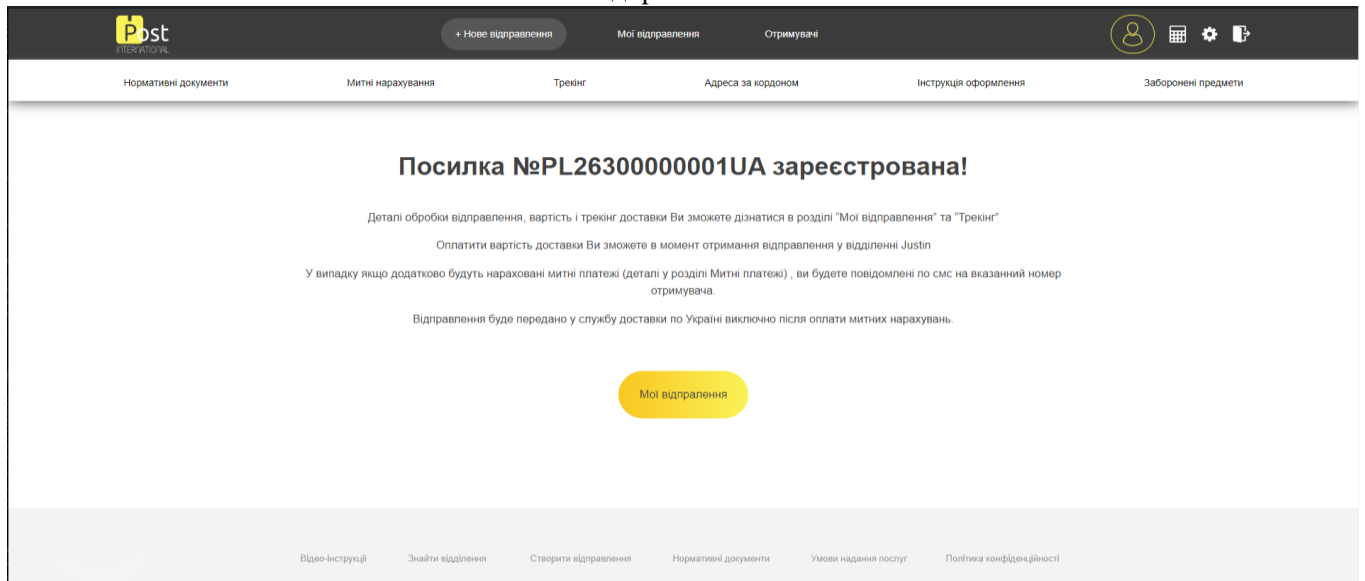 Post
INTERNATIONAL
+ Нове відправлення Мої відправлення Отримувачі
Нормативні документи Митні нарахування Трекінг Адреса за кордоном Інструкція оформлення Заборонені предмети
Посилка №PL26300000001UA зареєстрована!
Деталі обробки відправлення, вартість і трекінг доставки Ви зможете дізнатися в розділі “Мої відправлення” та “Трекінг”
Оплатити вартість доставки Ви зможете в момент отримання відправлення у відділенні Justin
У випадку якщо додатково будуть нараховані митні платежі (деталі у розділі Митні платежі) , ви будете повідомлені по смс на вказанний номер
отримувача.
Відправлення буде передано у службу доставки по Україні виключно після оплати митних нарахувань.
Мої відпралення
Відео-інструкції Знайти відділення Створити відправлення Нормативні документи Умови надання послуг Політика конфіденційності